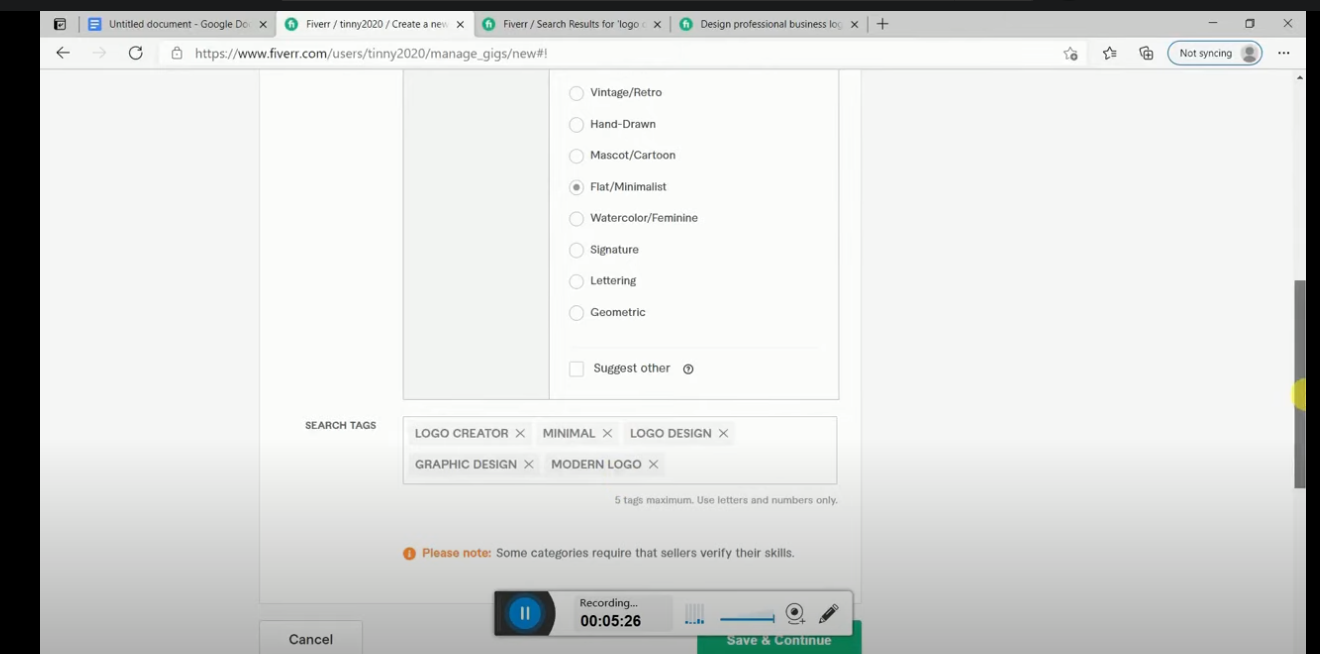 Untitled document - Google Do
Fiverr / tinny2020 / Create a new
Fiverr / Search Results for 'logo
Design professional business log
https://www.fiverr.com/users/tinny2020/manage_gigs/new#!
Not syncing
Vintage/Retro
Hand-Drawn
Mascot/Cartoon
Flat/Minimalist
Watercolor/Feminine
Signature
Lettering
Geometric
Suggest other
SEARCH TAGS
LOGO CREATOR MINIMAL LOGO DESIGN
GRAPHIC DESIGN MODERN LOGO
5 tags maximum. Use letters and numbers only.
Please note: Some categories require that sellers verify their skills.
Recording...
00:05:26
Cancel
Save & Continue